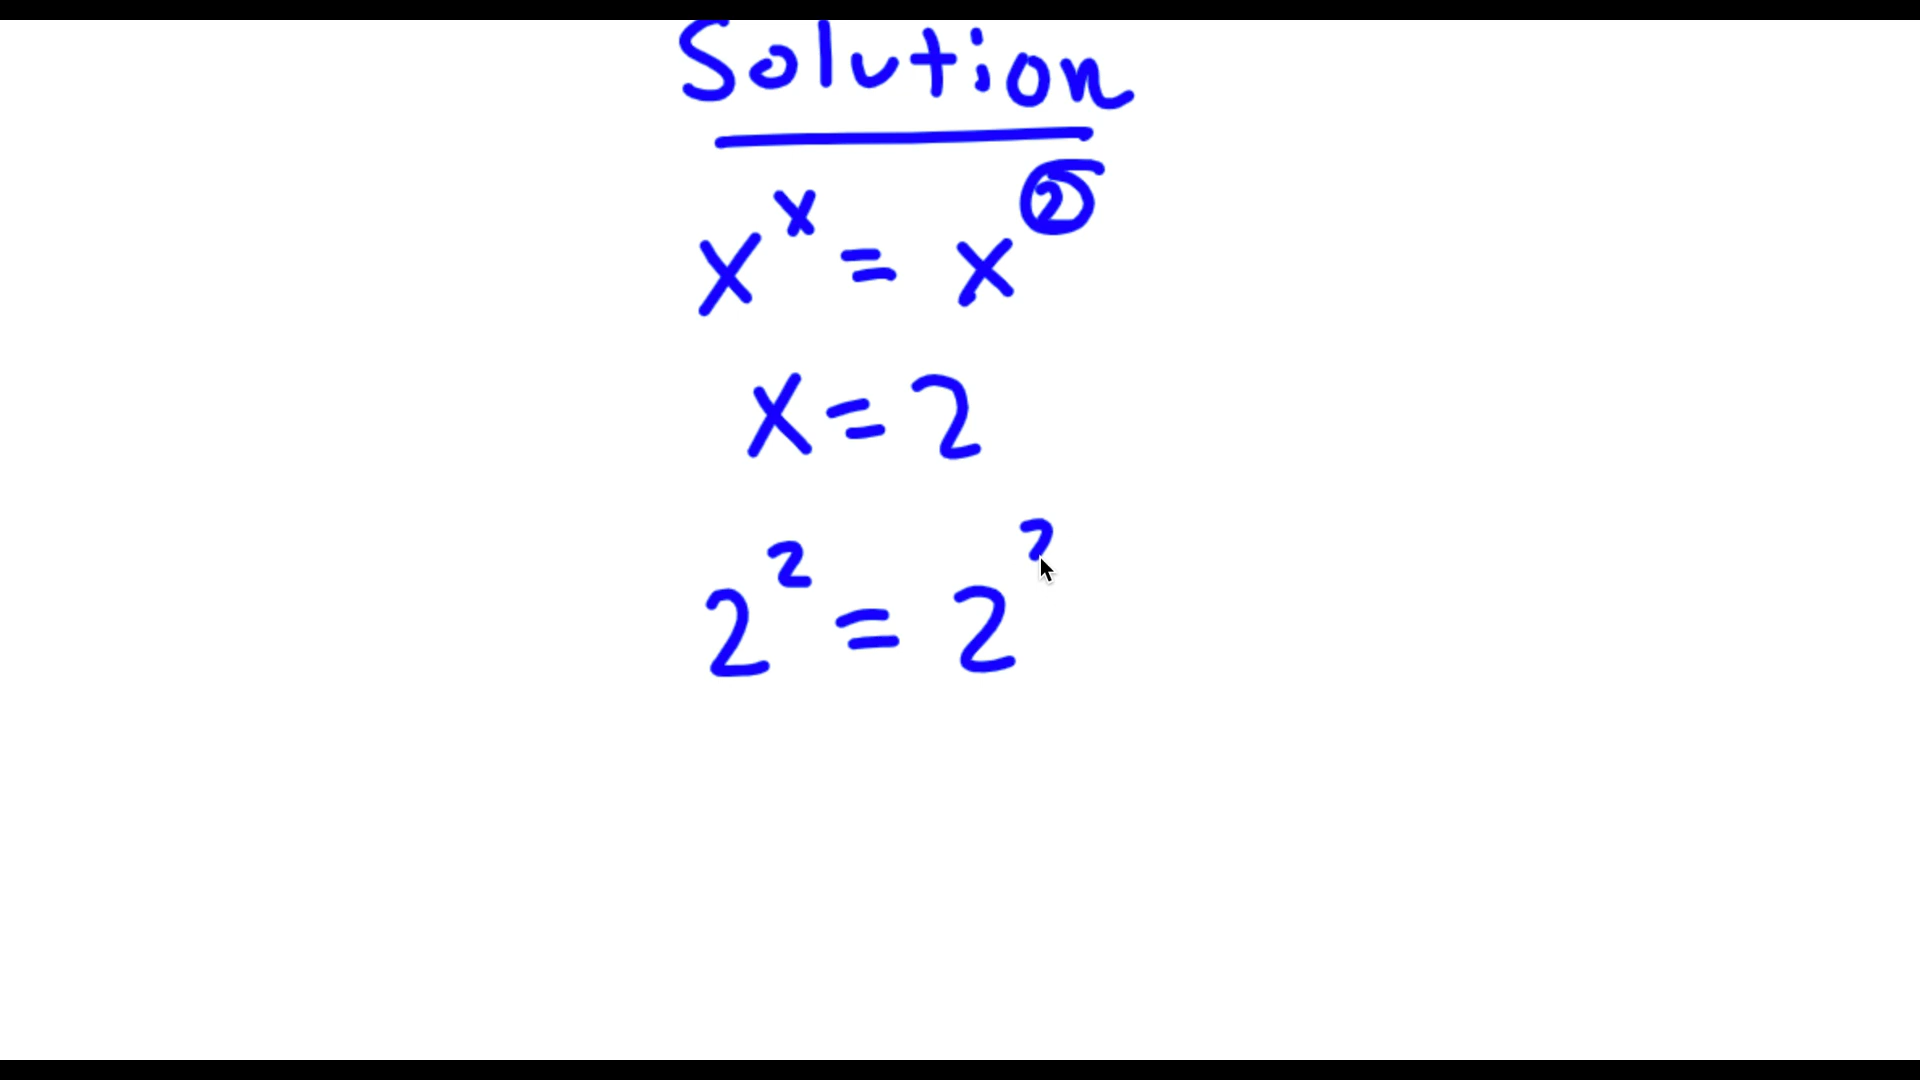 Solution
x^x = x^2
x = 2
2^2 = 2^2